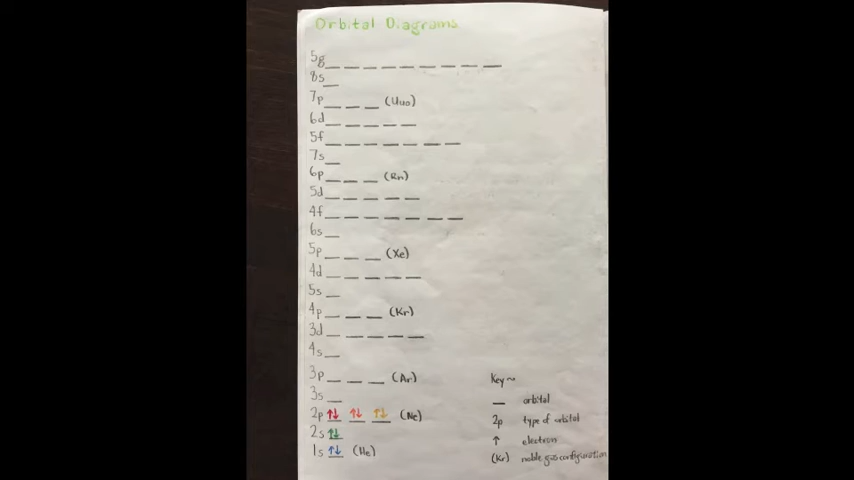 Orbital Diagrams
5g _ _ _ _ _ _ _ _ _
8s _
7p _ _ _ (Uuo)
6d _ _ _ _ _
5f _ _ _ _ _ _ _
7s _
6p _ _ _ (Rn)
5d _ _ _ _ _
4f _ _ _ _ _ _ _
6s _
5p _ _ _ (Xe)
4d _ _ _ _ _
5s _
4p _ _ _ (Kr)
3d _ _ _ _ _
4s _
3p _ _ _ (Ar)
3s _
2p ↑↓ ↑↓ ↑↓ (Ne)
2s ↑↓
1s ↑↓ (He)
Key~
_ orbital
2p type of orbital
↑ electron
(Kr) noble gas configuration